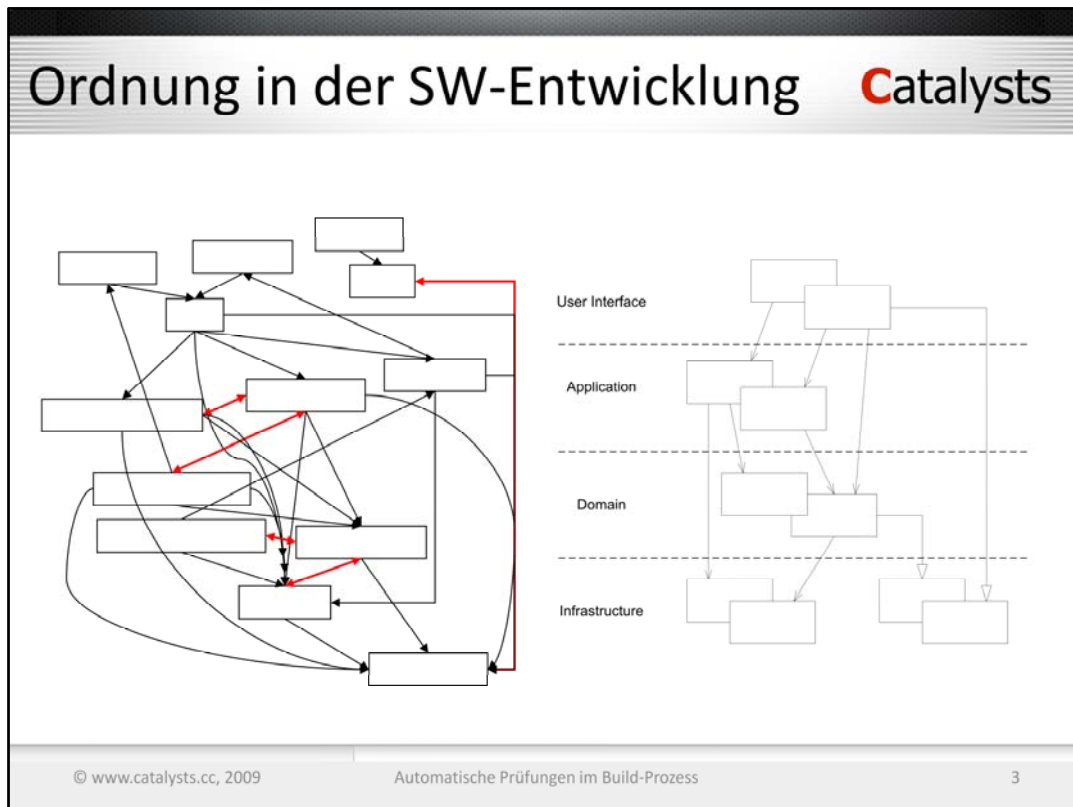 Ordnung in der SW-Entwicklung
Catalysts
User Interface
Application
Domain
Infrastructure
© www.catalysts.cc, 2009
Automatische Prüfungen im Build-Prozess
3